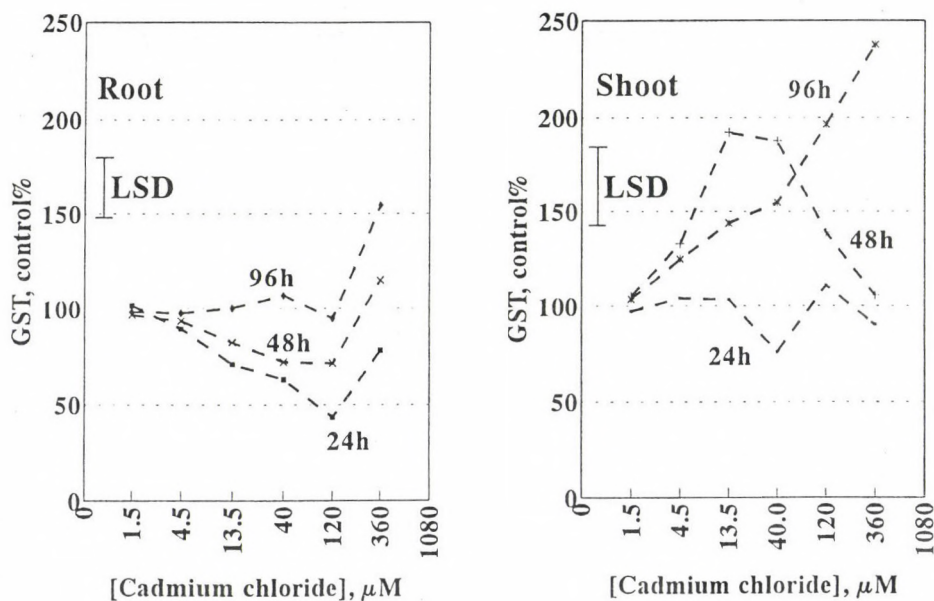 Root
GST, control%
250
200
150
100
50
0
LSD
96h
48h
24h
0
1.5
4.5
13.5
40
120
360
1080
[Cadmium chloride], μM
Shoot
GST, control%
250
200
150
100
50
0
LSD
96h
48h
24h
0
1.5
4.5
13.5
40.0
120
360
1080
[Cadmium chloride], μM